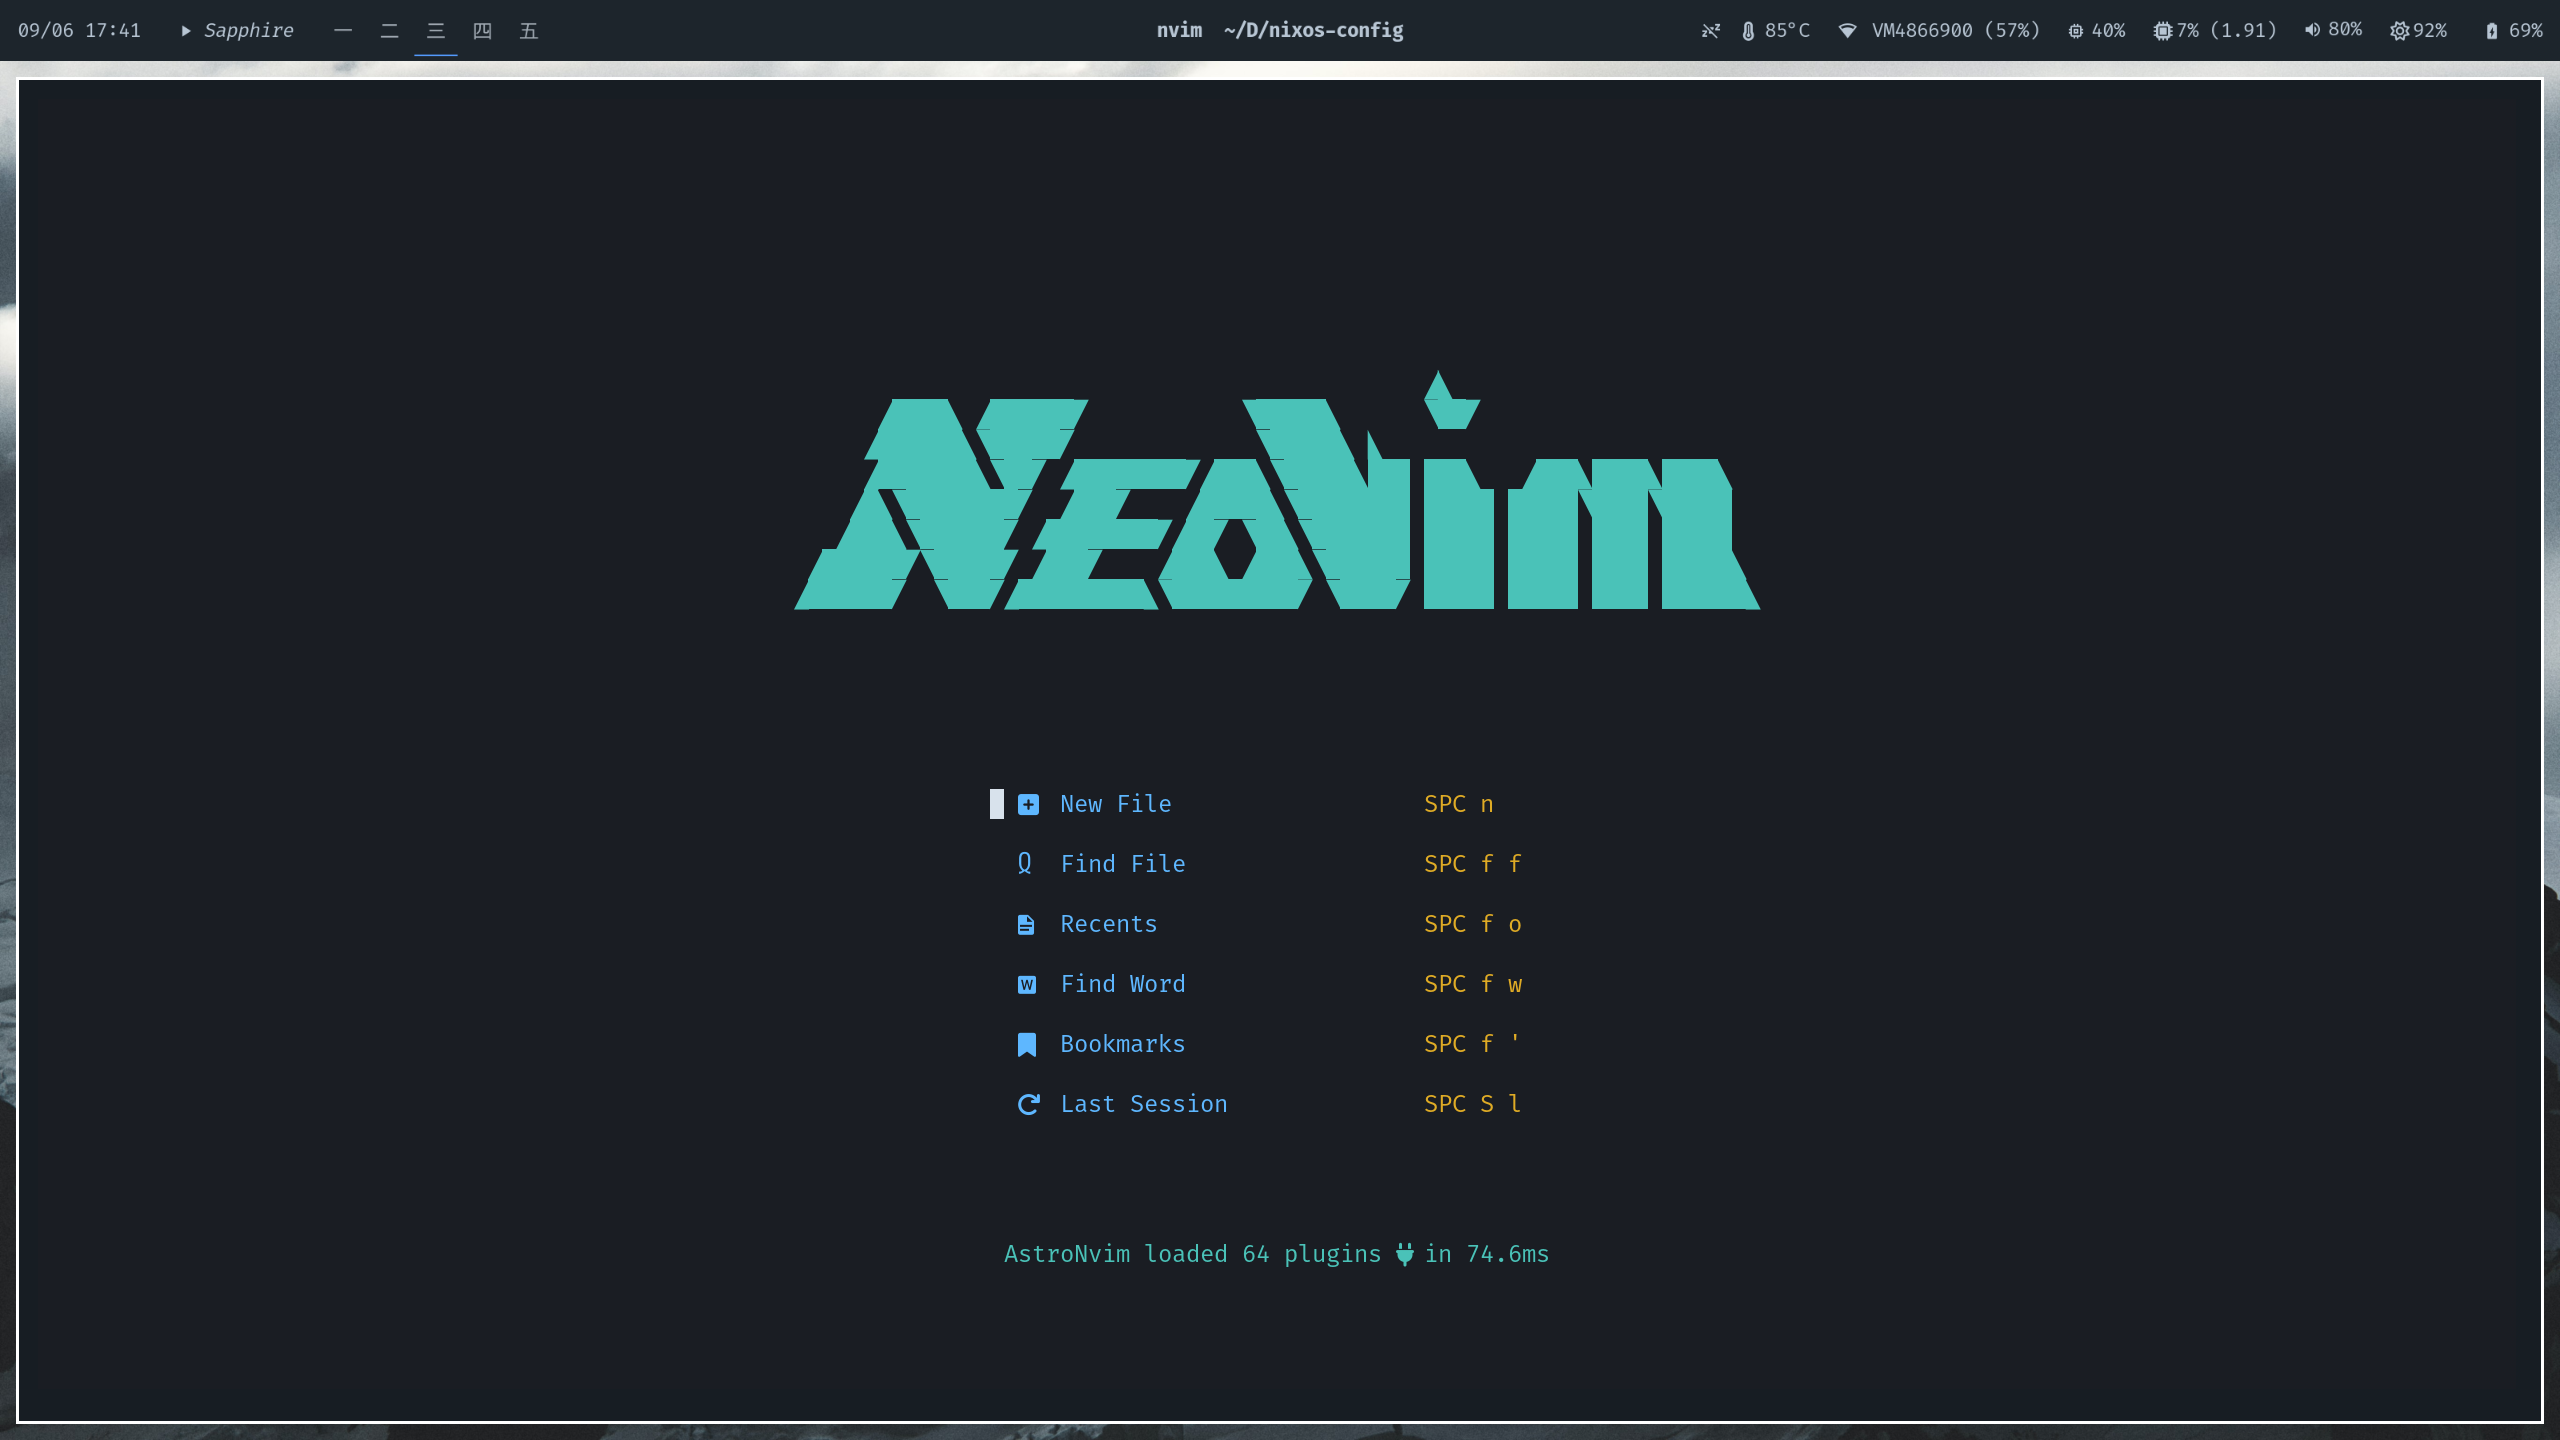 09/06 17:41 Sapphire 一 二 三 四 五 nvim ~/D/nixos-config 85°C VM4866900 (57%) 40% 7% (1.91) 80% 92% 69%
NEOVIM
New File SPC n
Find File SPC f f
Recents SPC f o
Find Word SPC f w
Bookmarks SPC f '
Last Session SPC S l
AstroNvim loaded 64 plugins in 74.6ms